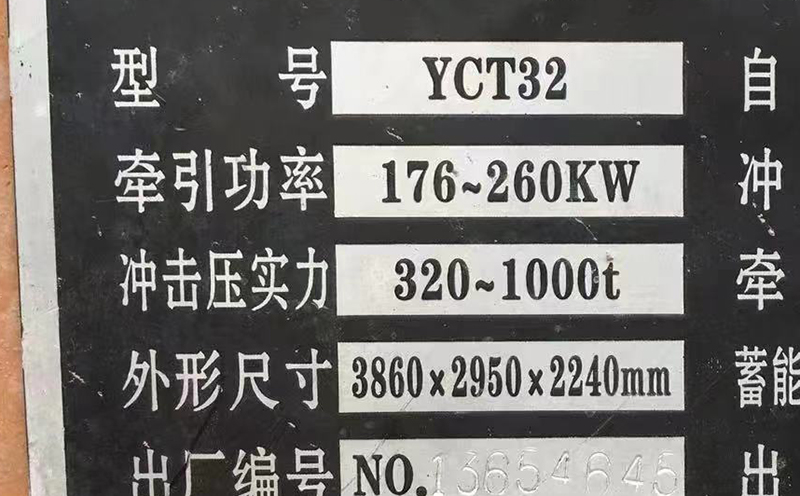 型号 YCT32 自
牵引功率 176~260KW 冲
冲击压实力 320~1000t 牵
外形尺寸 3860×2950×2240mm 蓄能
出厂编号 NO.13654645 出